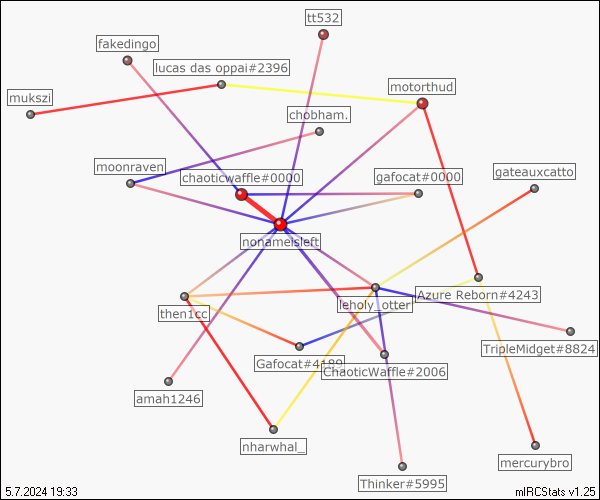 tt532
fakedingo
lucas das oppai#2396
motorthud
mukszi
chobham.
moonraven
chaoticwaffle#0000
gafocat#0000
gateauxcatto
nonameisleft
Azure Reborn#4243
leholy_otter
then1cc
TripleMidget#8824
Gafocat#4189
ChaoticWaffle#2006
amah1246
nharwhal_
mercurybro
Thinker#5995
5.7.2024 19:33
mIRCStats v1.25